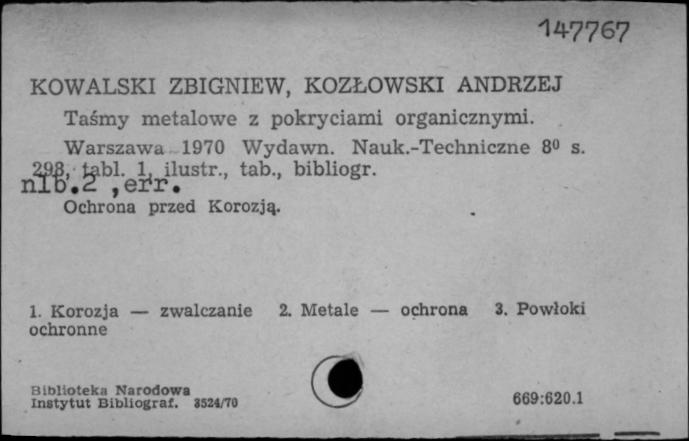 147767
KOWALSKI ZBIGNIEW, KOZŁOWSKI ANDRZEJ
Taśmy metalowe z pokryciami organicznymi.
Warszawa 1970 Wydawn. Nauk.-Techniczne 8⁰ s.
298, tabl. 1, ilustr., tab., bibliogr.
nlb.2 ,err.
Ochrona przed Korozją.
1. Korozja — zwalczanie 2. Metale — ochrona 3. Powłoki
ochronne
Biblioteka Narodowa
Instytut Bibliograf. 3524/70
669:620.1